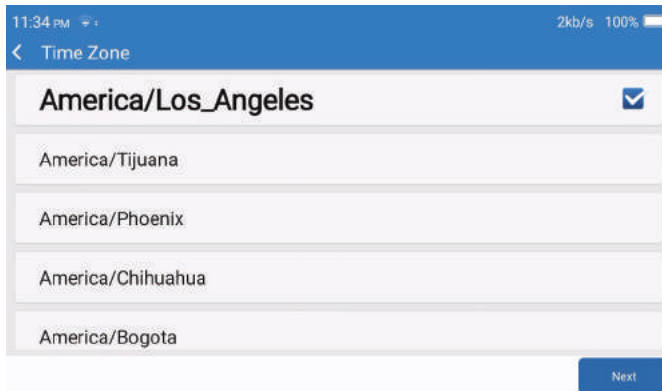 11:34 PM 2kb/s 100%
Time Zone
America/Los_Angeles
America/Tijuana
America/Phoenix
America/Chihuahua
America/Bogota
Next